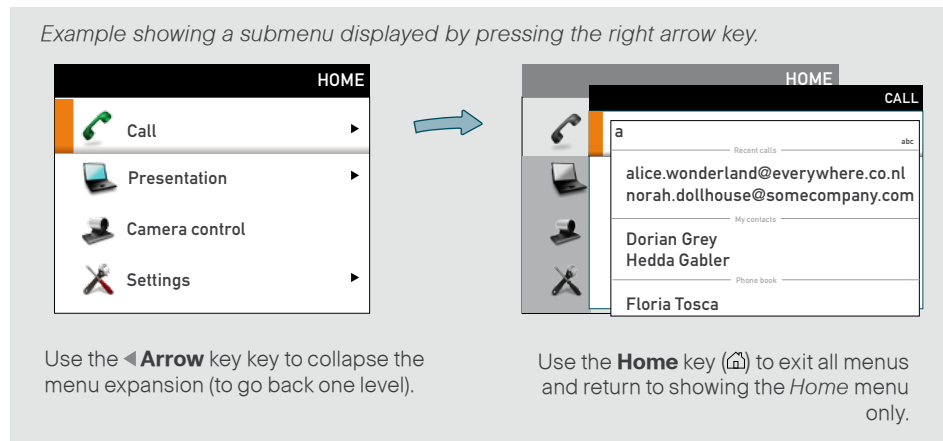 Example showing a submenu displayed by pressing the right arrow key.
HOME
Call
Presentation
Camera control
Settings
HOME
CALL
a
abc
Recent calls
alice.wonderland@everywhere.co.nl
norah.dollhouse@somecompany.com
My contacts
Dorian Grey
Hedda Gabler
Phone book
Floria Tosca
Use the Arrow key key to collapse the
menu expansion (to go back one level).
Use the Home key () to exit all menus
and return to showing the Home menu
only.